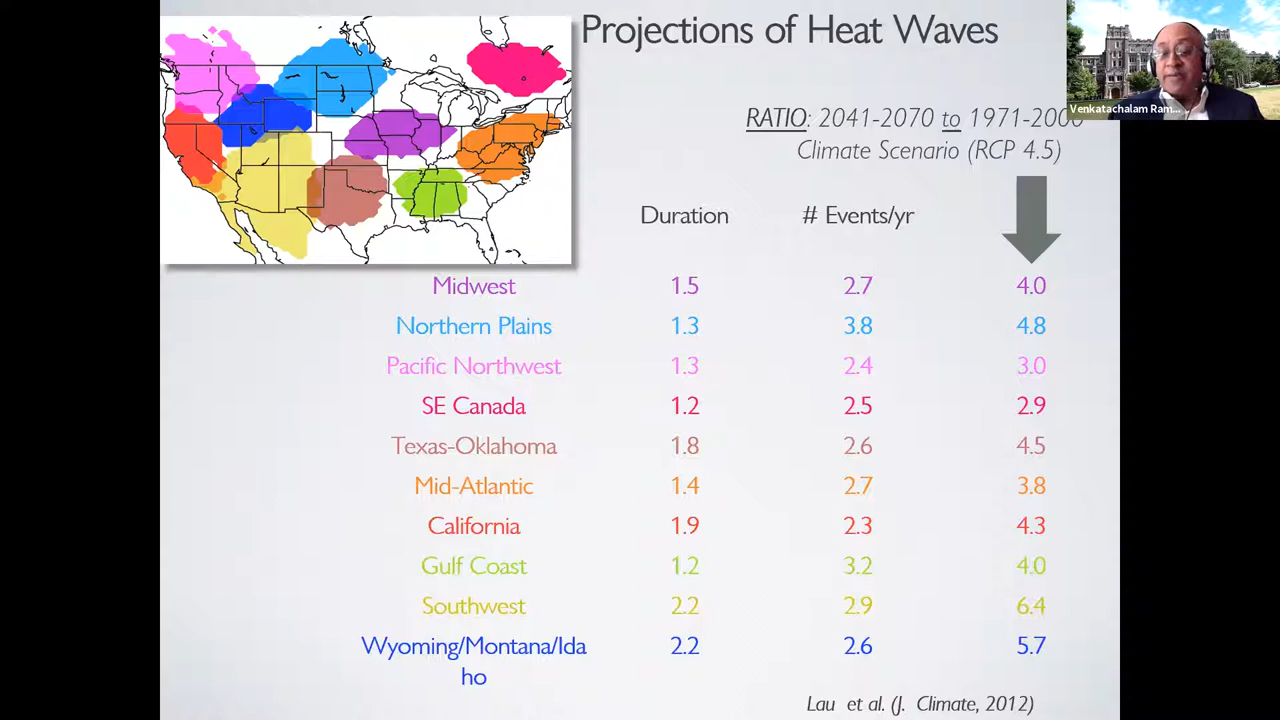 Projections of Heat Waves
Venkatachalam Ram...
RATIO: 2041-2070 to 1971-2000
Climate Scenario (RCP 4.5)
Duration # Events/yr
Midwest 1.5 2.7 4.0
Northern Plains 1.3 3.8 4.8
Pacific Northwest 1.3 2.4 3.0
SE Canada 1.2 2.5 2.9
Texas-Oklahoma 1.8 2.6 4.5
Mid-Atlantic 1.4 2.7 3.8
California 1.9 2.3 4.3
Gulf Coast 1.2 3.2 4.0
Southwest 2.2 2.9 6.4
Wyoming/Montana/Ida 2.2 2.6 5.7
ho
Lau et al. (J. Climate, 2012)